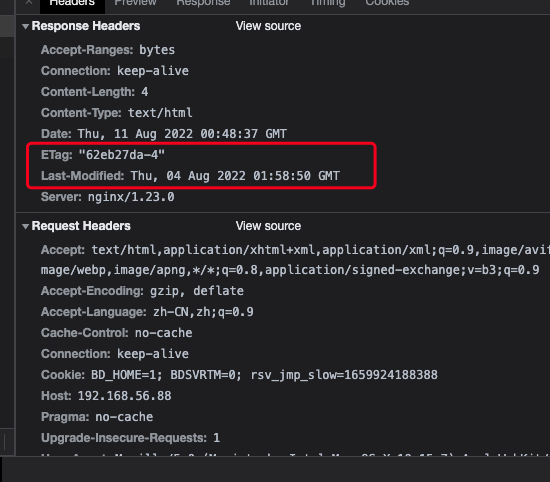 Headers Preview Response Initiator Timing Cookies
Response Headers View source
Accept-Ranges: bytes
Connection: keep-alive
Content-Length: 4
Content-Type: text/html
Date: Thu, 11 Aug 2022 00:48:37 GMT
ETag: "62eb27da-4"
Last-Modified: Thu, 04 Aug 2022 01:58:50 GMT
Server: nginx/1.23.0
Request Headers View source
Accept: text/html,application/xhtml+xml,application/xml;q=0.9,image/avif
mage/webp,image/apng,*/*;q=0.8,application/signed-exchange;v=b3;q=0.9
Accept-Encoding: gzip, deflate
Accept-Language: zh-CN,zh;q=0.9
Cache-Control: no-cache
Connection: keep-alive
Cookie: BD_HOME=1; BDSVRTM=0; rsv_jmp_slow=1659924188388
Host: 192.168.56.88
Pragma: no-cache
Upgrade-Insecure-Requests: 1